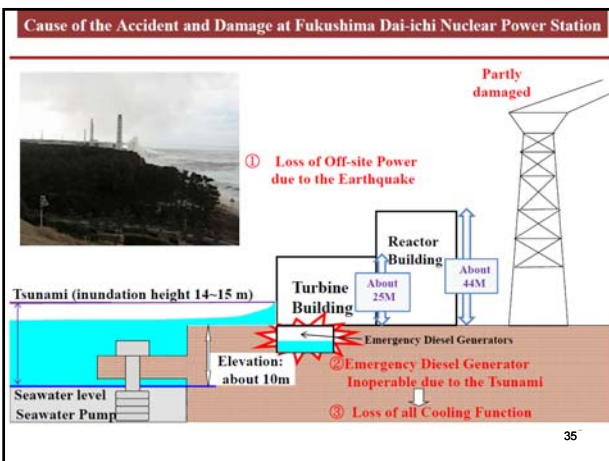 Cause of the Accident and Damage at Fukushima Dai-ichi Nuclear Power Station
Partly
damaged
① Loss of Off-site Power
due to the Earthquake
Reactor
Building
About
44M
About
25M
Turbine
Building
Tsunami (inundation height 14~15 m)
Emergency Diesel Generators
Elevation:
about 10m
②Emergency Diesel Generator
Inoperable due to the Tsunami
Seawater level
Seawater Pump
③ Loss of all Cooling Function
35